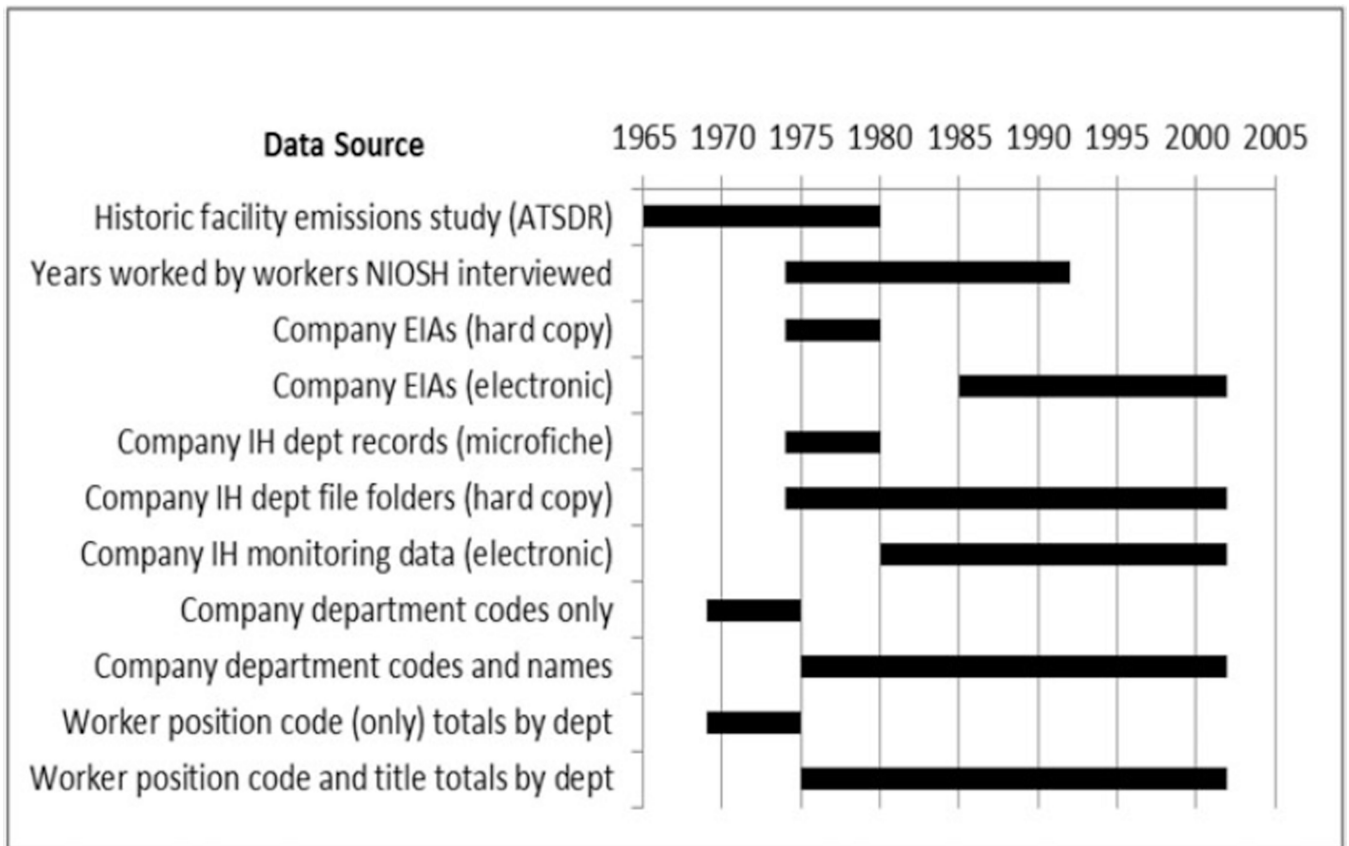 Data Source
1965 1970 1975 1980 1985 1990 1995 2000 2005
Historic facility emissions study (ATSDR)
Years worked by workers NIOSH interviewed
Company EIAs (hard copy)
Company EIAs (electronic)
Company IH dept records (microfiche)
Company IH dept file folders (hard copy)
Company IH monitoring data (electronic)
Company department codes only
Company department codes and names
Worker position code (only) totals by dept
Worker position code and title totals by dept